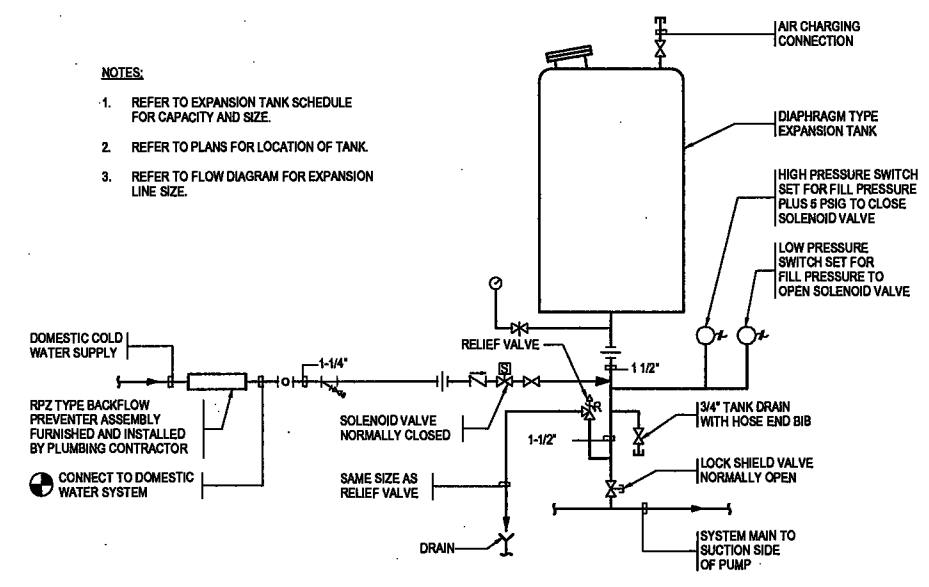 AIR CHARGING
CONNECTION
NOTES:
1. REFER TO EXPANSION TANK SCHEDULE
FOR CAPACITY AND SIZE.
2. REFER TO PLANS FOR LOCATION OF TANK.
3. REFER TO FLOW DIAGRAM FOR EXPANSION
LINE SIZE.
DIAPHRAGM TYPE
EXPANSION TANK
HIGH PRESSURE SWITCH
SET FOR FILL PRESSURE
PLUS 5 PSIG TO CLOSE
SOLENOID VALVE
LOW PRESSURE
SWITCH SET FOR
FILL PRESSURE TO
OPEN SOLENOID VALVE
DOMESTIC COLD
WATER SUPPLY
RELIEF VALVE
1-1/4"
S
1 1/2"
R
RPZ TYPE BACKFLOW
PREVENTER ASSEMBLY
FURNISHED AND INSTALLED
BY PLUMBING CONTRACTOR
SOLENOID VALVE
NORMALLY CLOSED
1-1/2"
3/4" TANK DRAIN
WITH HOSE END BIB
CONNECT TO DOMESTIC
WATER SYSTEM
SAME SIZE AS
RELIEF VALVE
LOCK SHIELD VALVE
NORMALLY OPEN
DRAIN
SYSTEM MAIN TO
SUCTION SIDE
OF PUMP